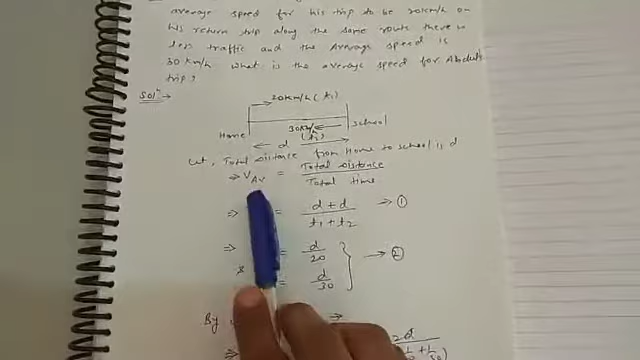 average speed for his trip to be 20km/h on
his return trip along the same route there is
less traffic and the Average speed is
30 km/h. What is the average speed for Abdul's
trip?
Solⁿ →
20km/h (t₁)
30km/h
Home
School
d (t₂)
Let, Total distance from Home to school is d
⇒ VAv = Total distance / Total time
⇒ = d + d / t₁ + t₂ → ①
⇒ = d / 20
= d / 30 } → ②
By
⇒